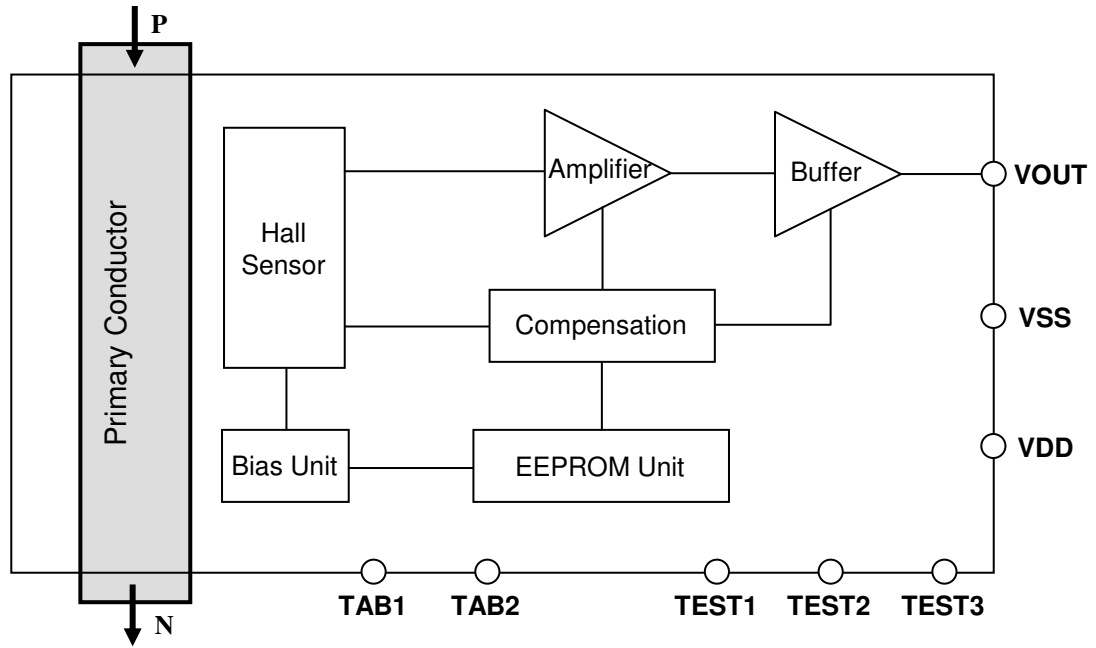 P
Primary Conductor
Hall
Sensor
Amplifier
Buffer
VOUT
Compensation
VSS
Bias Unit
EEPROM Unit
VDD
TAB1
TAB2
TEST1
TEST2
TEST3
N